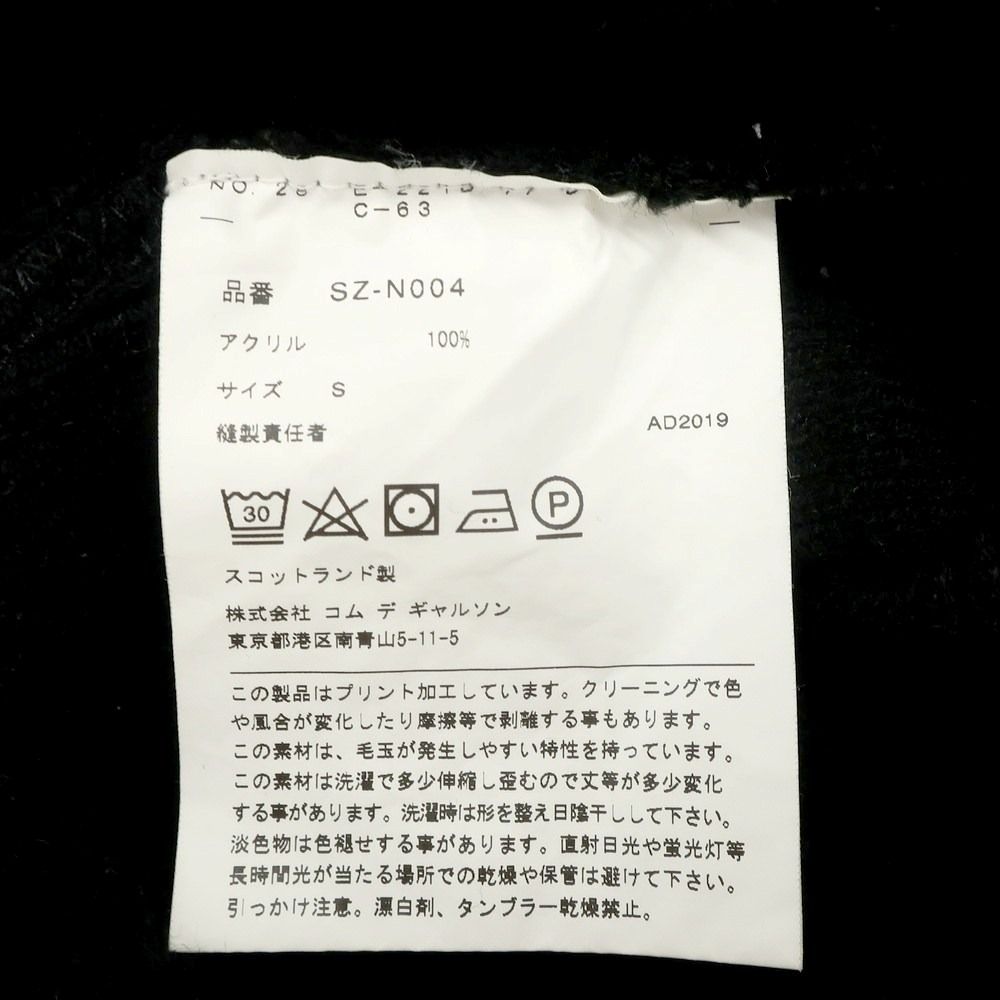 NO. 28
C-63
品番 SZ-N004
アクリル 100%
サイズ S
縫製責任者 AD2019
30 P
スコットランド製
株式会社 コム デ ギャルソン
東京都港区南青山5-11-5
この製品はプリント加工しています。クリーニングで色
や風合が変化したり摩擦等で剥離する事もあります。
この素材は、毛玉が発生しやすい特性を持っています。
この素材は洗濯で多少伸縮し歪むので丈等が多少変化
する事があります。洗濯時は形を整え日陰干しして下さい。
淡色物は色褪せする事があります。直射日光や蛍光灯等
長時間光が当たる場所での乾燥や保管は避けて下さい。
引っかけ注意。漂白剤、タンブラー乾燥禁止。